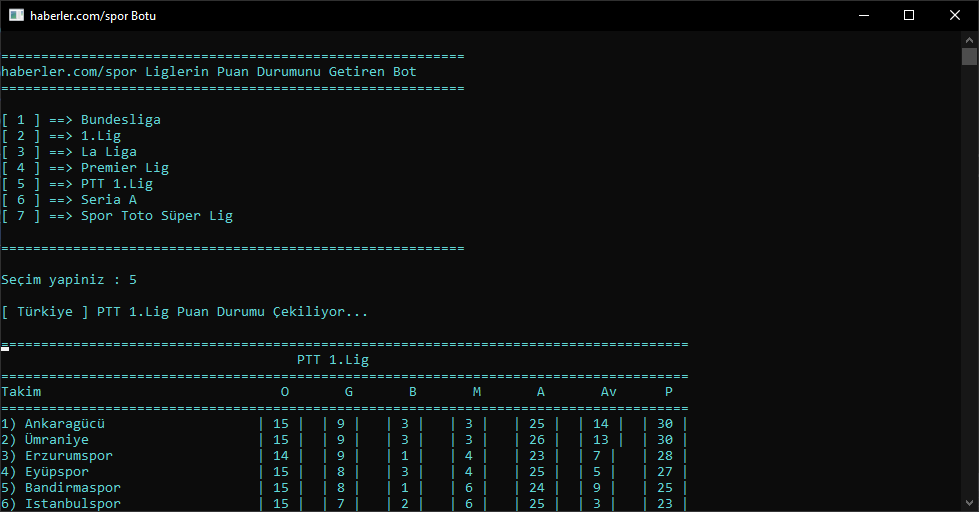 haberler.com/spor Botu
=========================================================
haberler.com/spor Liglerin Puan Durumunu Getiren Bot
=========================================================
[ 1 ] ==> Bundesliga
[ 2 ] ==> 1.Lig
[ 3 ] ==> La Liga
[ 4 ] ==> Premier Lig
[ 5 ] ==> PTT 1.Lig
[ 6 ] ==> Seria A
[ 7 ] ==> Spor Toto Süper Lig
=========================================================
Seçim yapiniz : 5
[ Türkiye ] PTT 1.Lig Puan Durumu Çekiliyor...
=====================================================================================
PTT 1.Lig
=====================================================================================
Takim O G B M A Av P
=====================================================================================
1) Ankaragücü | 15 | | 9 | | 3 | | 3 | | 25 | | 14 | | 30 |
2) Ümraniye | 15 | | 9 | | 3 | | 3 | | 26 | | 13 | | 30 |
3) Erzurumspor | 14 | | 9 | | 1 | | 4 | | 23 | | 7 | | 28 |
4) Eyüpspor | 15 | | 8 | | 3 | | 4 | | 25 | | 5 | | 27 |
5) Bandirmaspor | 15 | | 8 | | 1 | | 6 | | 24 | | 9 | | 25 |
6) Istanbulspor | 15 | | 7 | | 2 | | 6 | | 25 | | 3 | | 23 |